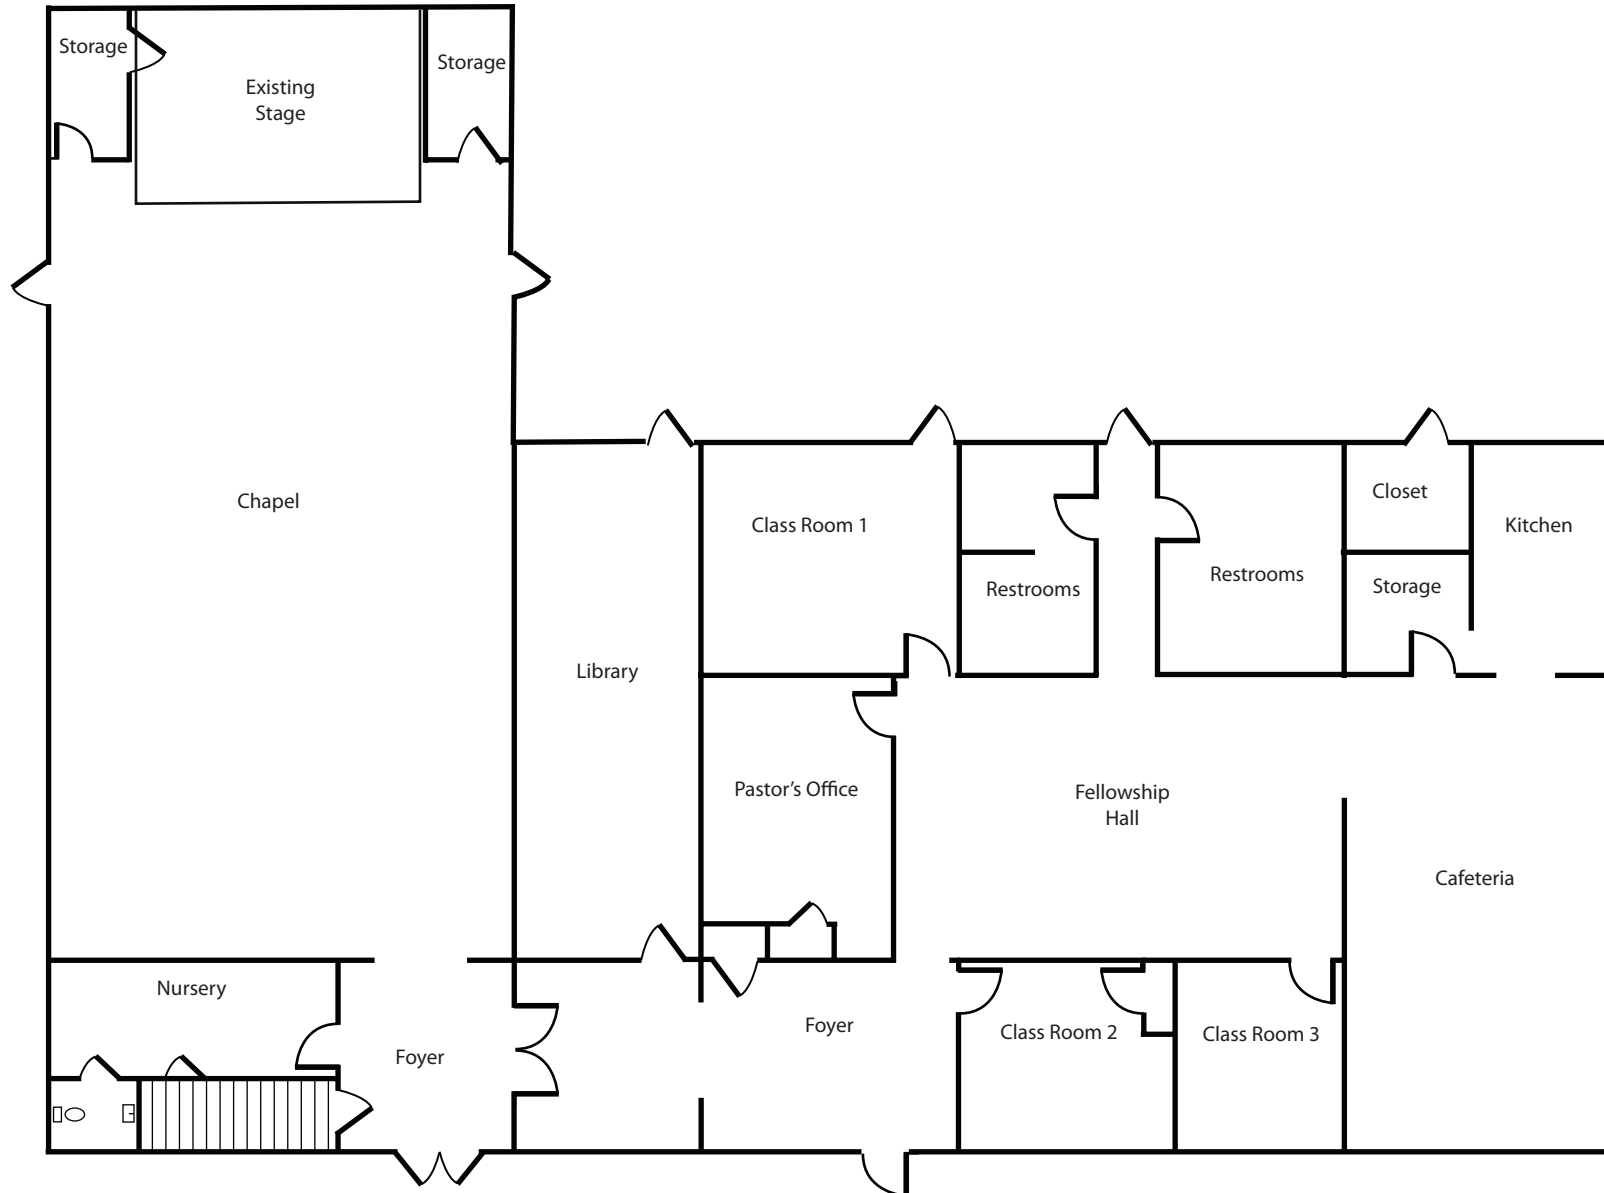 Storage
Existing
Stage
Storage
Chapel
Class Room 1
Closet
Kitchen
Restrooms
Restrooms
Storage
Library
Pastor’s Office
Fellowship
Hall
Cafeteria
Nursery
Foyer
Foyer
Class Room 2
Class Room 3